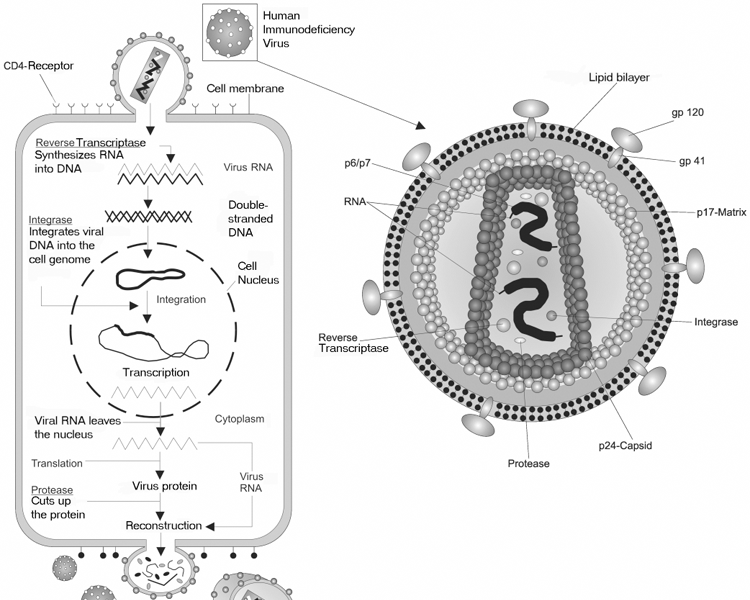 Human
Immunodeficiency
Virus
CD4-Receptor
Cell membrane
Reverse Transcriptase
Synthesizes RNA
into DNA
Virus RNA
Double-
stranded
DNA
Integrase
Integrates viral
DNA into the
cell genome
Cell
Nucleus
Integration
Transcription
Viral RNA leaves
the nucleus
Cytoplasm
Translation
Virus
RNA
Virus protein
Protease
Cuts up
the protein
Reconstruction
Lipid bilayer
gp 120
gp 41
p6/p7
RNA
p17-Matrix
Integrase
Reverse
Transcriptase
p24-Capsid
Protease